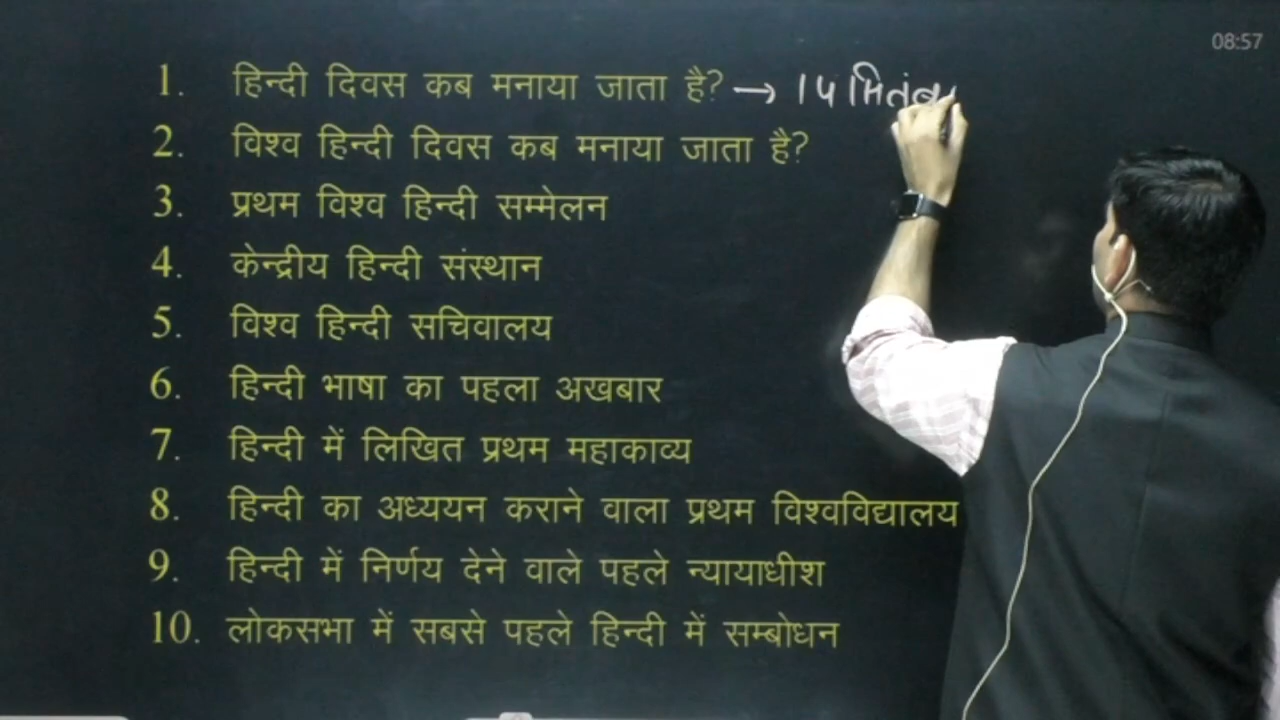 08:57
1. हिन्दी दिवस कब मनाया जाता है? → 14
2. विश्व हिन्दी दिवस कब मनाया जाता है?
3. प्रथम विश्व हिन्दी सम्मेलन
4. केन्द्रीय हिन्दी संस्थान
5. विश्व हिन्दी सचिवालय
6. हिन्दी भाषा का पहला अखबार
7. हिन्दी में लिखित प्रथम महाकाव्य
8. हिन्दी का अध्ययन कराने वाला प्रथम विश्वविद्यालय
9. हिन्दी में निर्णय देने वाले पहले न्यायाधीश
10. लोकसभा में सबसे पहले हिन्दी में सम्बोधन